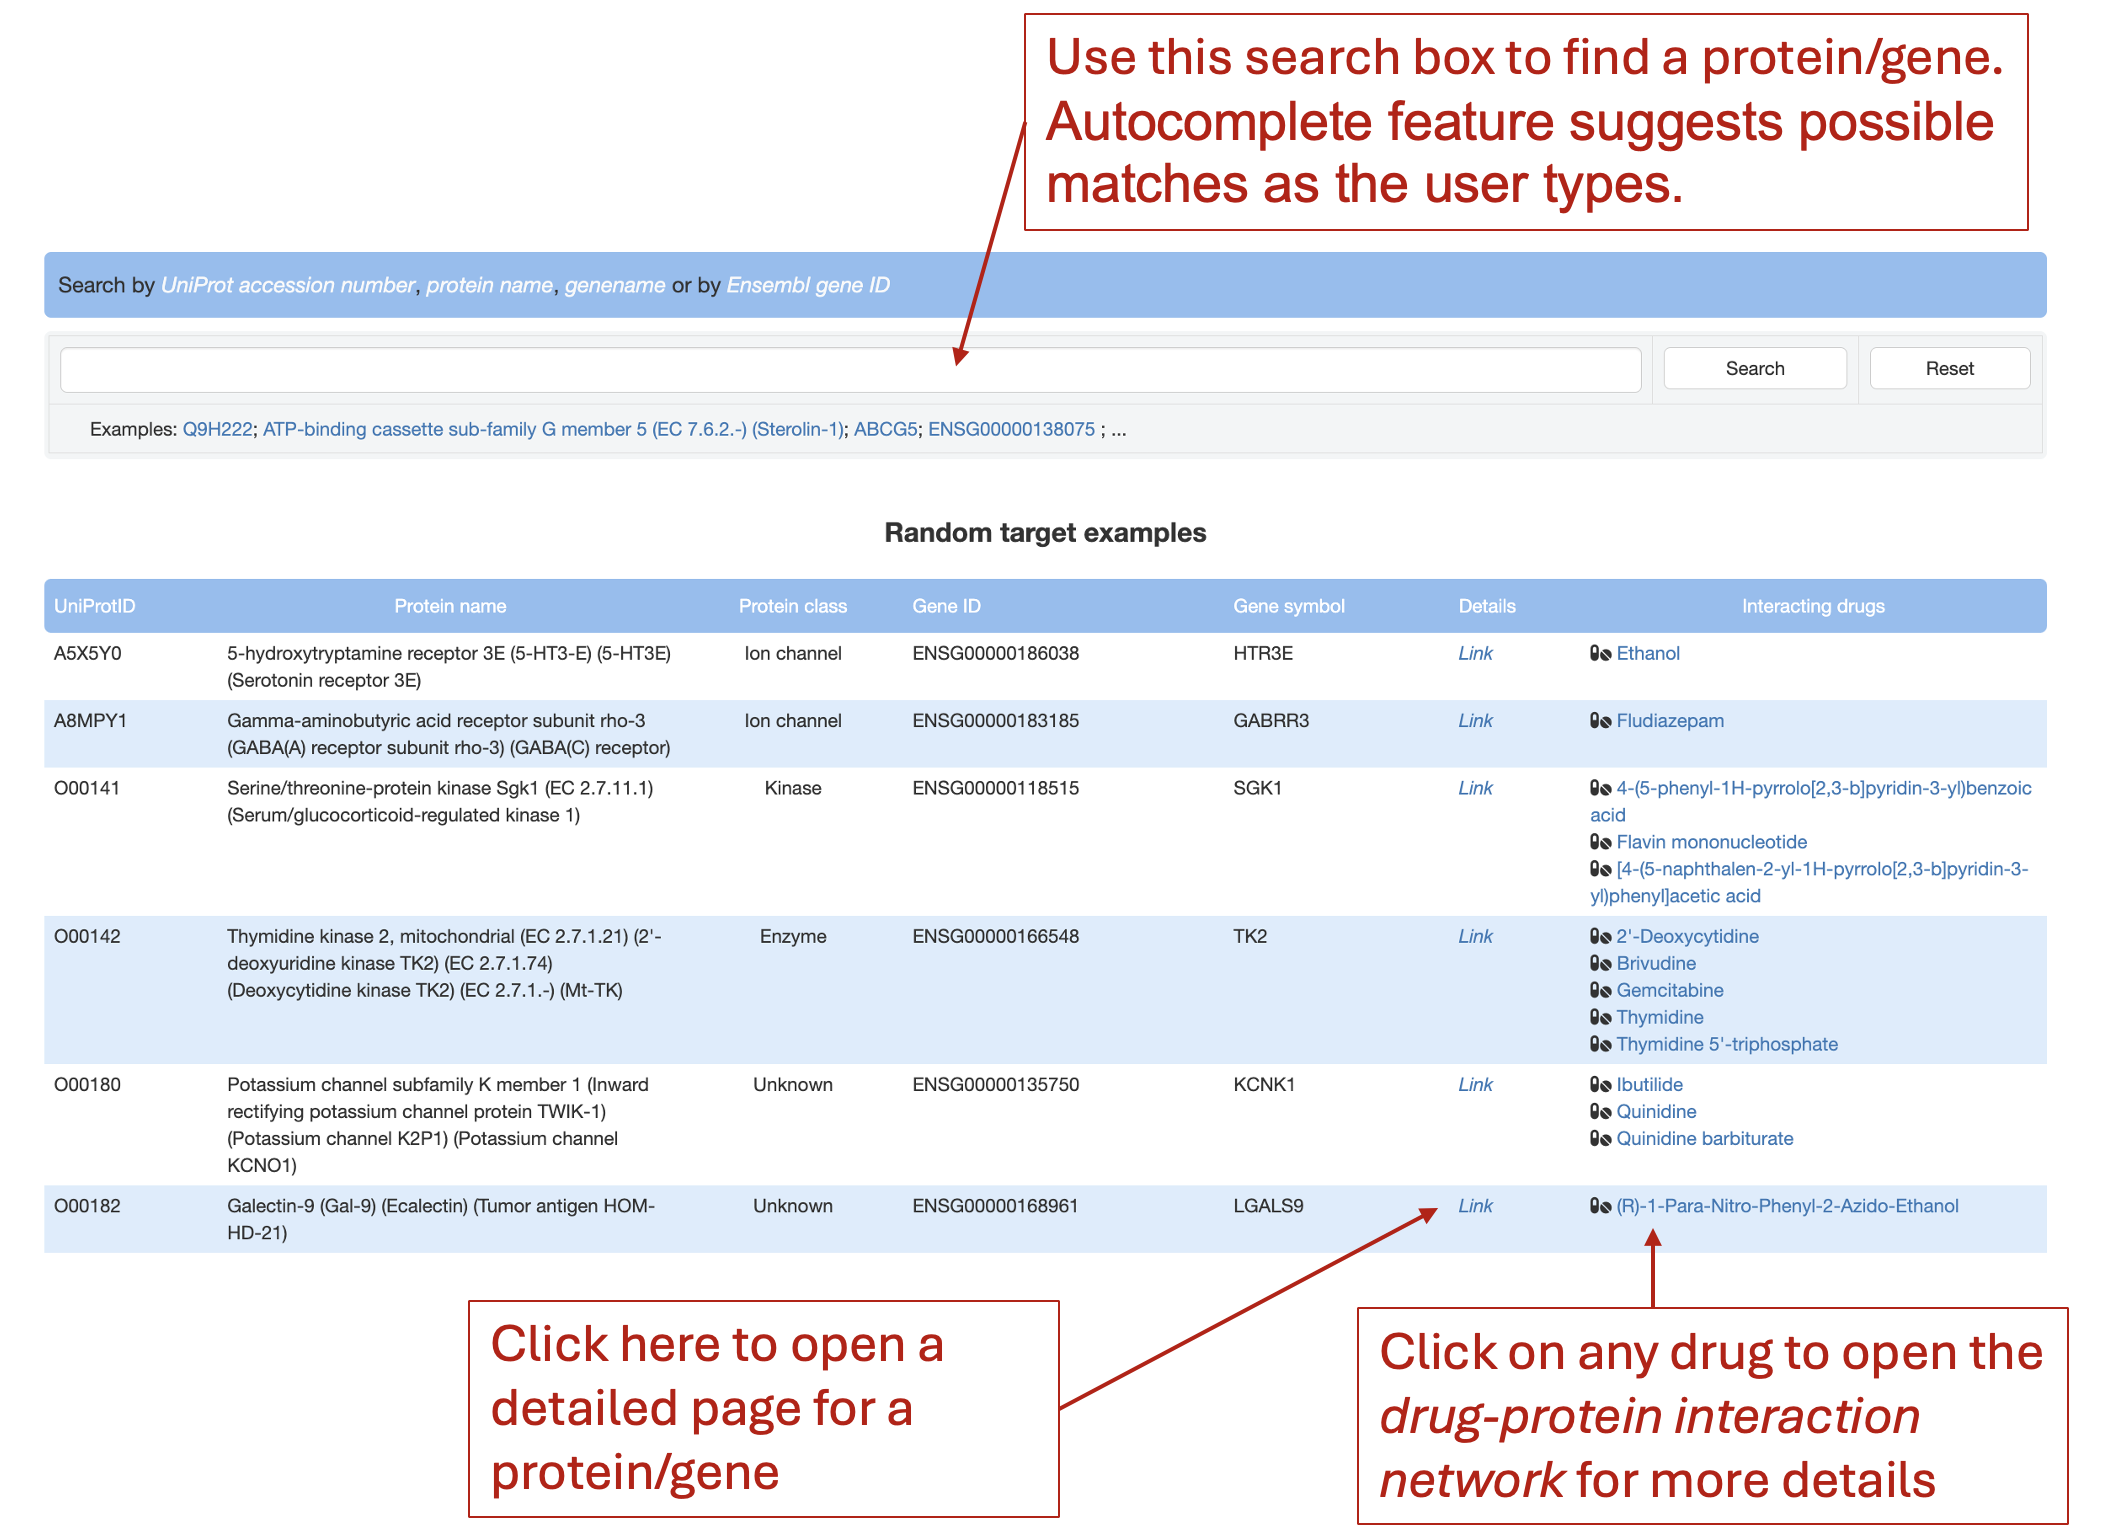 Use this search box to find a protein/gene.
Autocomplete feature suggests possible
matches as the user types.
Search by UniProt accession number, protein name, genename or by Ensembl gene ID
Search
Reset
Examples: Q9H222; ATP-binding cassette sub-family G member 5 (EC 7.6.2.-) (Sterolin-1); ABCG5; ENSG00000138075 ; ...
Random target examples
UniProtID Protein name Protein class Gene ID Gene symbol Details Interacting drugs
A5X5Y0 5-hydroxytryptamine receptor 3E (5-HT3-E) (5-HT3E) Ion channel ENSG00000186038 HTR3E Link Ethanol
(Serotonin receptor 3E)
A8MPY1 Gamma-aminobutyric acid receptor subunit rho-3 Ion channel ENSG00000183185 GABRR3 Link Fludiazepam
(GABA(A) receptor subunit rho-3) (GABA(C) receptor)
O00141 Serine/threonine-protein kinase Sgk1 (EC 2.7.11.1) Kinase ENSG00000118515 SGK1 Link 4-(5-phenyl-1H-pyrrolo[2,3-b]pyridin-3-yl)benzoic
(Serum/glucocorticoid-regulated kinase 1) acid
Flavin mononucleotide
[4-(5-naphthalen-2-yl-1H-pyrrolo[2,3-b]pyridin-3-
yl)phenyl]acetic acid
O00142 Thymidine kinase 2, mitochondrial (EC 2.7.1.21) (2'- Enzyme ENSG00000166548 TK2 Link 2'-Deoxycytidine
deoxyuridine kinase TK2) (EC 2.7.1.74) Brivudine
(Deoxycytidine kinase TK2) (EC 2.7.1.-) (Mt-TK) Gemcitabine
Thymidine
Thymidine 5'-triphosphate
O00180 Potassium channel subfamily K member 1 (Inward Unknown ENSG00000135750 KCNK1 Link Ibutilide
rectifying potassium channel protein TWIK-1) Quinidine
(Potassium channel K2P1) (Potassium channel Quinidine barbiturate
KCNO1)
O00182 Galectin-9 (Gal-9) (Ecalectin) (Tumor antigen HOM- Unknown ENSG00000168961 LGALS9 Link (R)-1-Para-Nitro-Phenyl-2-Azido-Ethanol
HD-21)
Click here to open a
detailed page for a
protein/gene
Click on any drug to open the
drug-protein interaction
network for more details